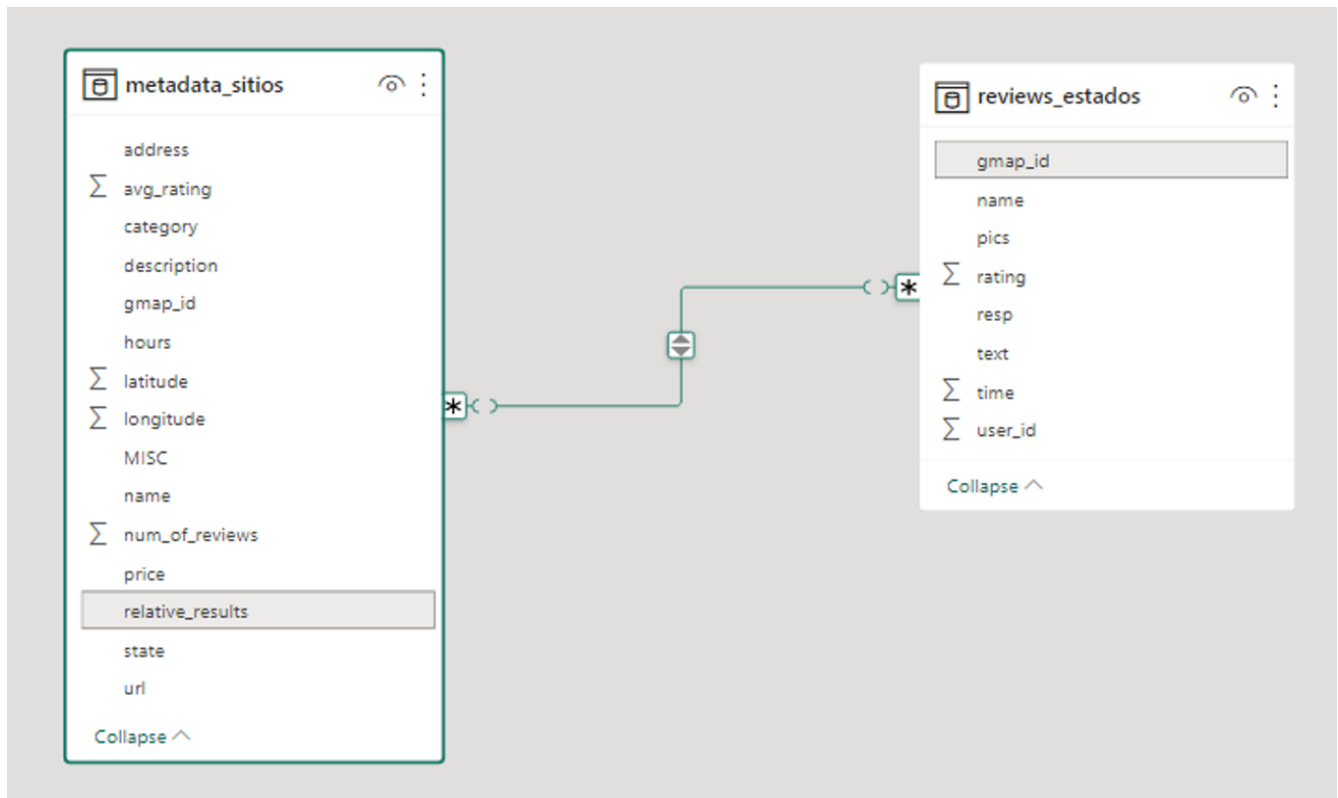 metadata_sitios
address
avg_rating
category
description
gmap_id
hours
latitude
longitude
MISC
name
num_of_reviews
price
relative_results
state
url
Collapse
reviews_estados
gmap_id
name
pics
rating
resp
text
time
user_id
Collapse